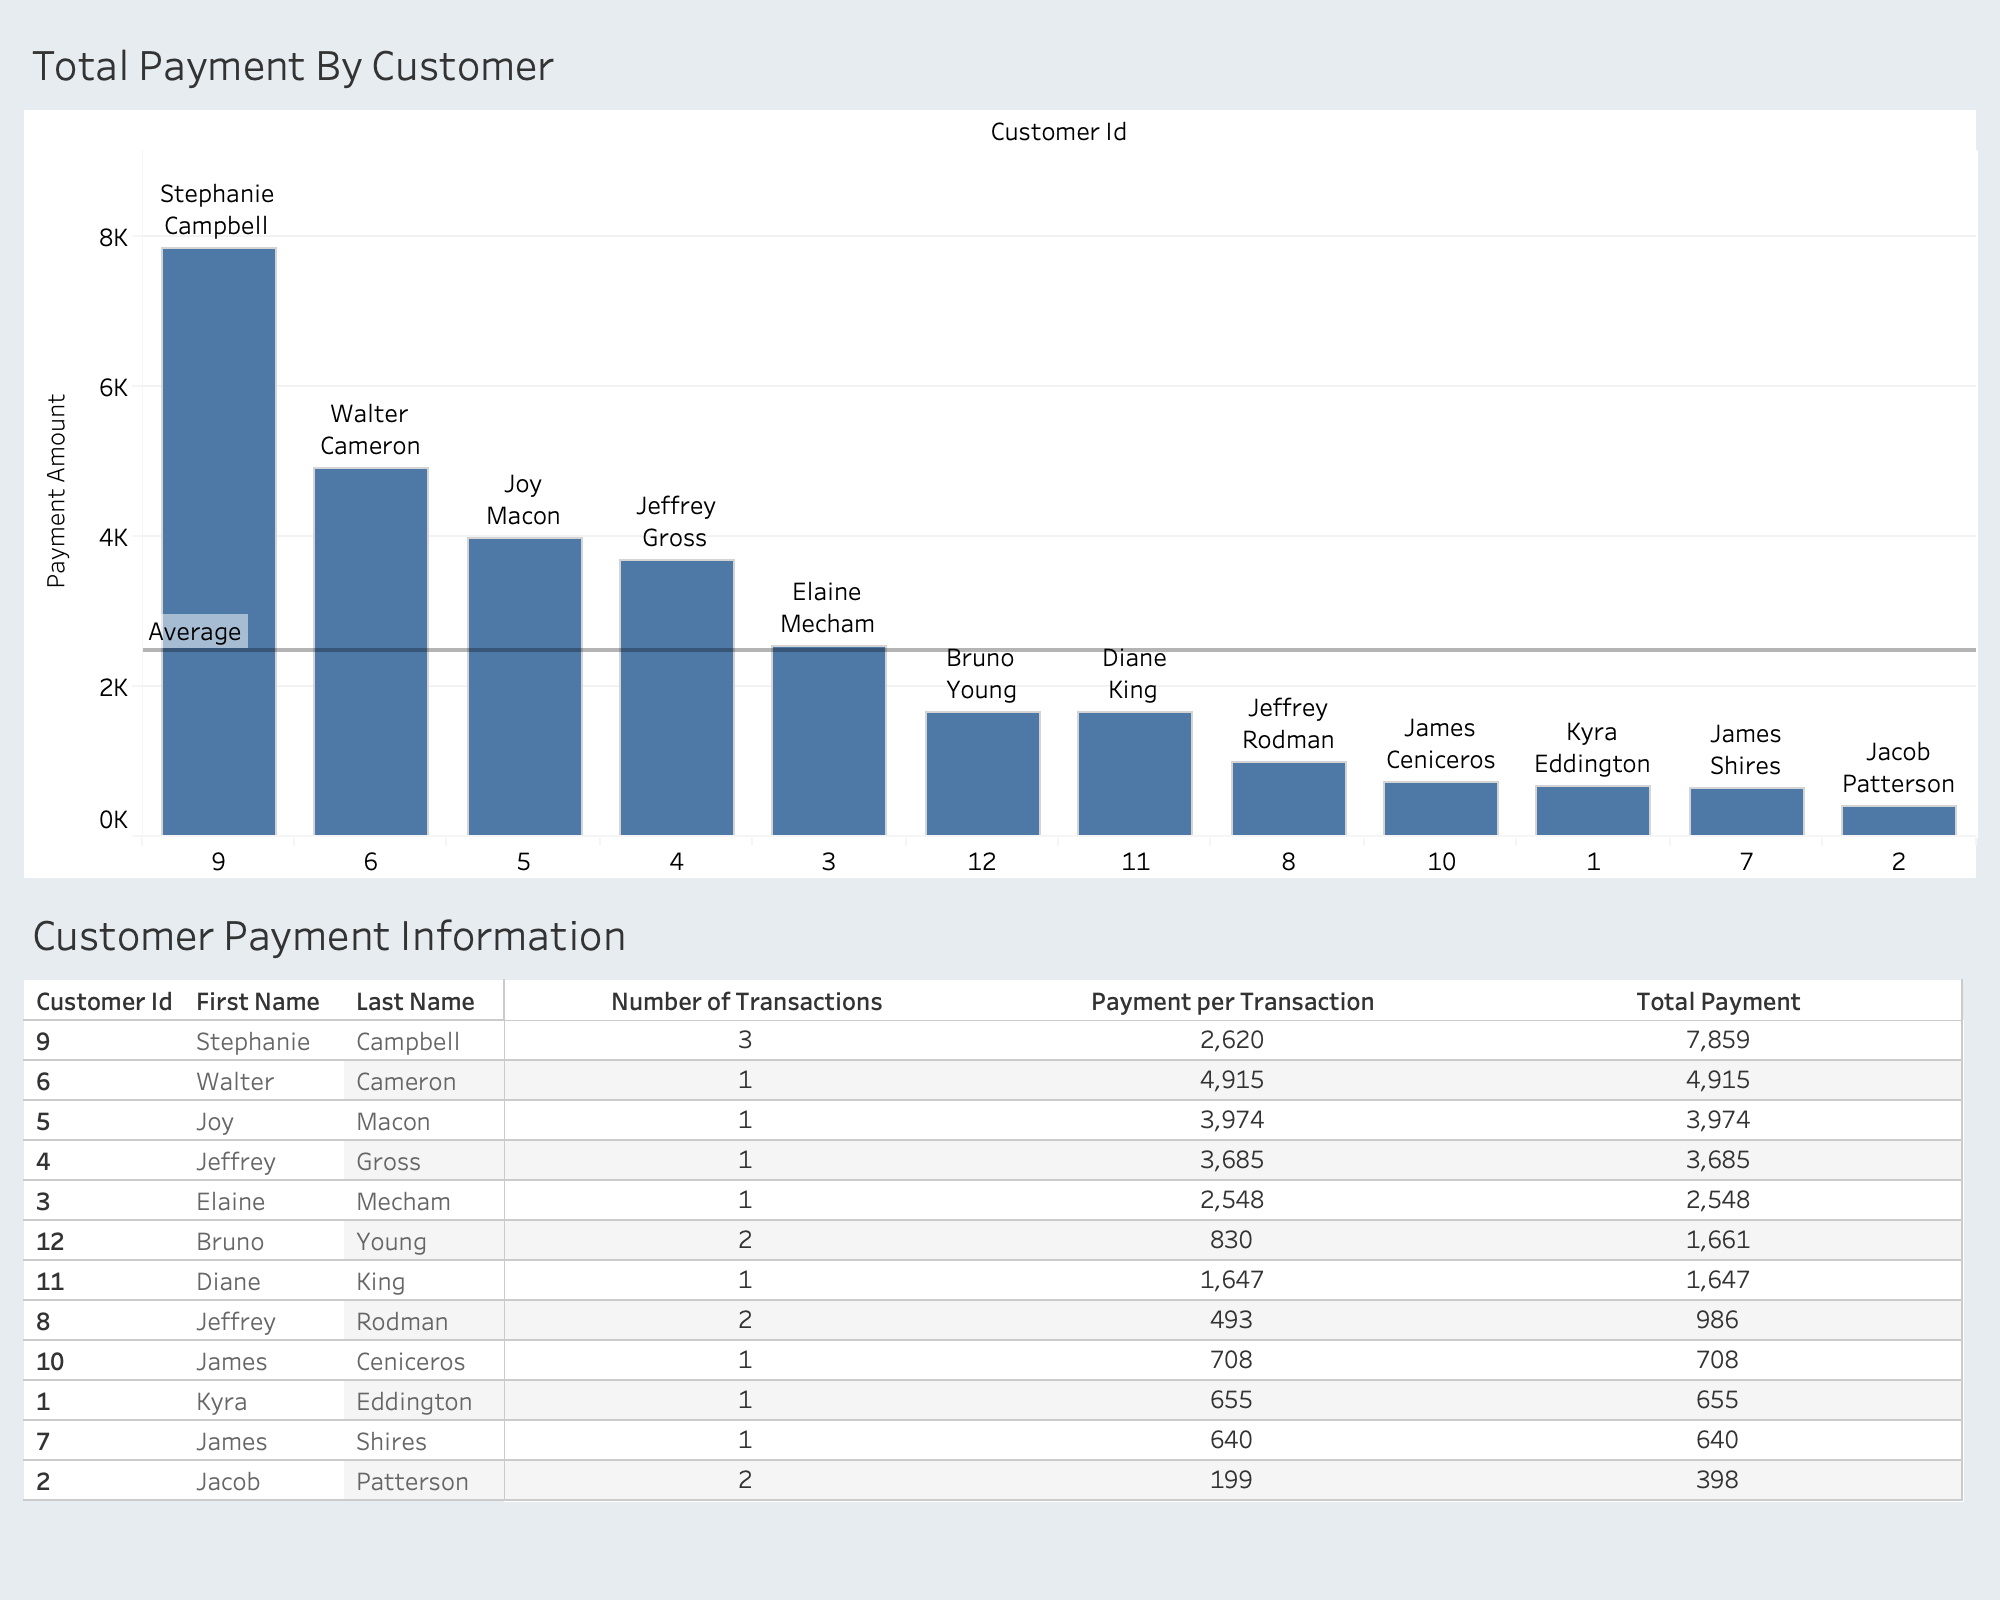 Total Payment By Customer
Customer Id
Payment Amount
8K
6K
4K
2K
0K
Stephanie
Campbell
Walter
Cameron
Joy
Macon
Jeffrey
Gross
Elaine
Mecham
Bruno
Young
Diane
King
Jeffrey
Rodman
James
Ceniceros
Kyra
Eddington
James
Shires
Jacob
Patterson
Average
9 6 5 4 3 12 11 8 10 1 7 2
Customer Payment Information
Customer Id First Name Last Name Number of Transactions Payment per Transaction Total Payment
9 Stephanie Campbell 3 2,620 7,859
6 Walter Cameron 1 4,915 4,915
5 Joy Macon 1 3,974 3,974
4 Jeffrey Gross 1 3,685 3,685
3 Elaine Mecham 1 2,548 2,548
12 Bruno Young 2 830 1,661
11 Diane King 1 1,647 1,647
8 Jeffrey Rodman 2 493 986
10 James Ceniceros 1 708 708
1 Kyra Eddington 1 655 655
7 James Shires 1 640 640
2 Jacob Patterson 2 199 398